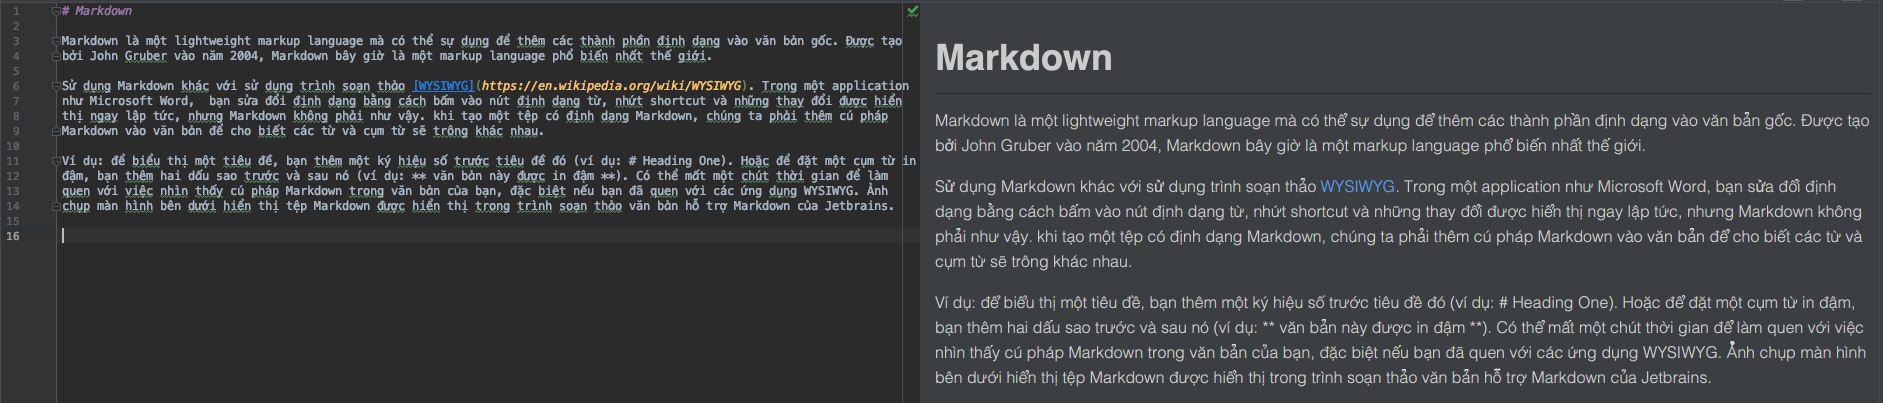 1 # Markdown
2
3 Markdown là một lightweight markup language mà có thể sự dụng để thêm các thành phần định dạng vào văn bản gốc. Được tạo
4 bởi John Gruber vào năm 2004, Markdown bây giờ là một markup language phổ biến nhất thế giới.
5
6 Sử dụng Markdown khác với sử dụng trình soạn thảo [WYSIWYG](https://en.wikipedia.org/wiki/WYSIWYG). Trong một application
7 như Microsoft Word,  bạn sửa đổi định dạng bằng cách bấm vào nút định dạng từ, nhứt shortcut và những thay đổi được hiển
8 thị ngay lập tức, nhưng Markdown không phải như vậy. khi tạo một tệp có định dạng Markdown, chúng ta phải thêm cú pháp
9 Markdown vào văn bản để cho biết các từ và cụm từ sẽ trông khác nhau.
10
11 Ví dụ: để biểu thị một tiêu đề, bạn thêm một ký hiệu số trước tiêu đề đó (ví dụ: # Heading One). Hoặc để đặt một cụm từ in
12 đậm, bạn thêm hai dấu sao trước và sau nó (ví dụ: ** văn bản này được in đậm **). Có thể mất một chút thời gian để làm
13 quen với việc nhìn thấy cú pháp Markdown trong văn bản của bạn, đặc biệt nếu bạn đã quen với các ứng dụng WYSIWYG. Ảnh
14 chụp màn hình bên dưới hiển thị tệp Markdown được hiển thị trong trình soạn thảo văn bản hỗ trợ Markdown của Jetbrains.
15
16
Markdown
Markdown là một lightweight markup language mà có thể sự dụng để thêm các thành phần định dạng vào văn bản gốc. Được tạo
bởi John Gruber vào năm 2004, Markdown bây giờ là một markup language phổ biến nhất thế giới.
Sử dụng Markdown khác với sử dụng trình soạn thảo WYSIWYG. Trong một application như Microsoft Word, bạn sửa đổi định
dạng bằng cách bấm vào nút định dạng từ, nhứt shortcut và những thay đổi được hiển thị ngay lập tức, nhưng Markdown không
phải như vậy. khi tạo một tệp có định dạng Markdown, chúng ta phải thêm cú pháp Markdown vào văn bản để cho biết các từ và
cụm từ sẽ trông khác nhau.
Ví dụ: để biểu thị một tiêu đề, bạn thêm một ký hiệu số trước tiêu đề đó (ví dụ: # Heading One). Hoặc để đặt một cụm từ in đậm,
bạn thêm hai dấu sao trước và sau nó (ví dụ: ** văn bản này được in đậm **). Có thể mất một chút thời gian để làm quen với việc
nhìn thấy cú pháp Markdown trong văn bản của bạn, đặc biệt nếu bạn đã quen với các ứng dụng WYSIWYG. Ảnh chụp màn hình
bên dưới hiển thị tệp Markdown được hiển thị trong trình soạn thảo văn bản hỗ trợ Markdown của Jetbrains.